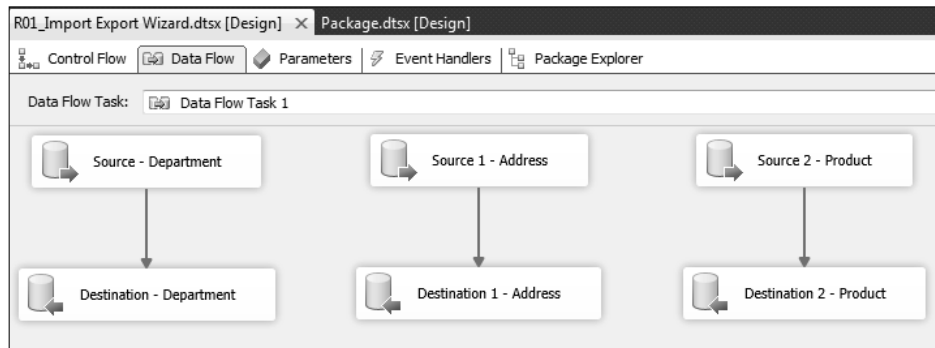 R01_Import Export Wizard.dtsx [Design] Package.dtsx [Design]
Control Flow Data Flow Parameters Event Handlers Package Explorer
Data Flow Task: Data Flow Task 1
Source - Department Source 1 - Address Source 2 - Product
Destination - Department Destination 1 - Address Destination 2 - Product